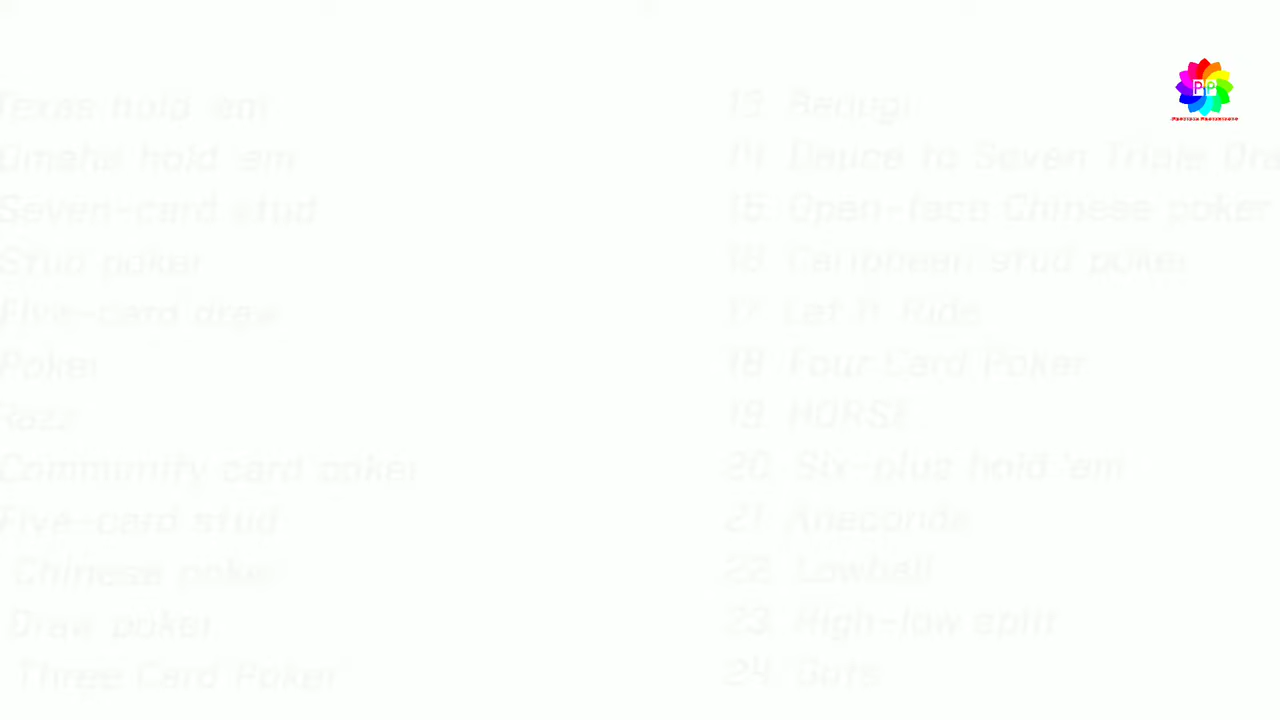 Texas hold 'em
Omaha hold 'em
Seven-card stud
Stud poker
Five-card draw
Poker
Razz
Community card poker
Five-card stud
Chinese poker
Draw poker
Three Card Poker
13. Badugi
14. Deuce to Seven Triple Dra
15. Open-face Chinese poker
16. Caribbean stud poker
17. Let It Ride
18. Four Card Poker
19. HORSE
20. Six-plus hold 'em
21. Anaconda
22. Lowball
23. High-low split
24. Guts
PP